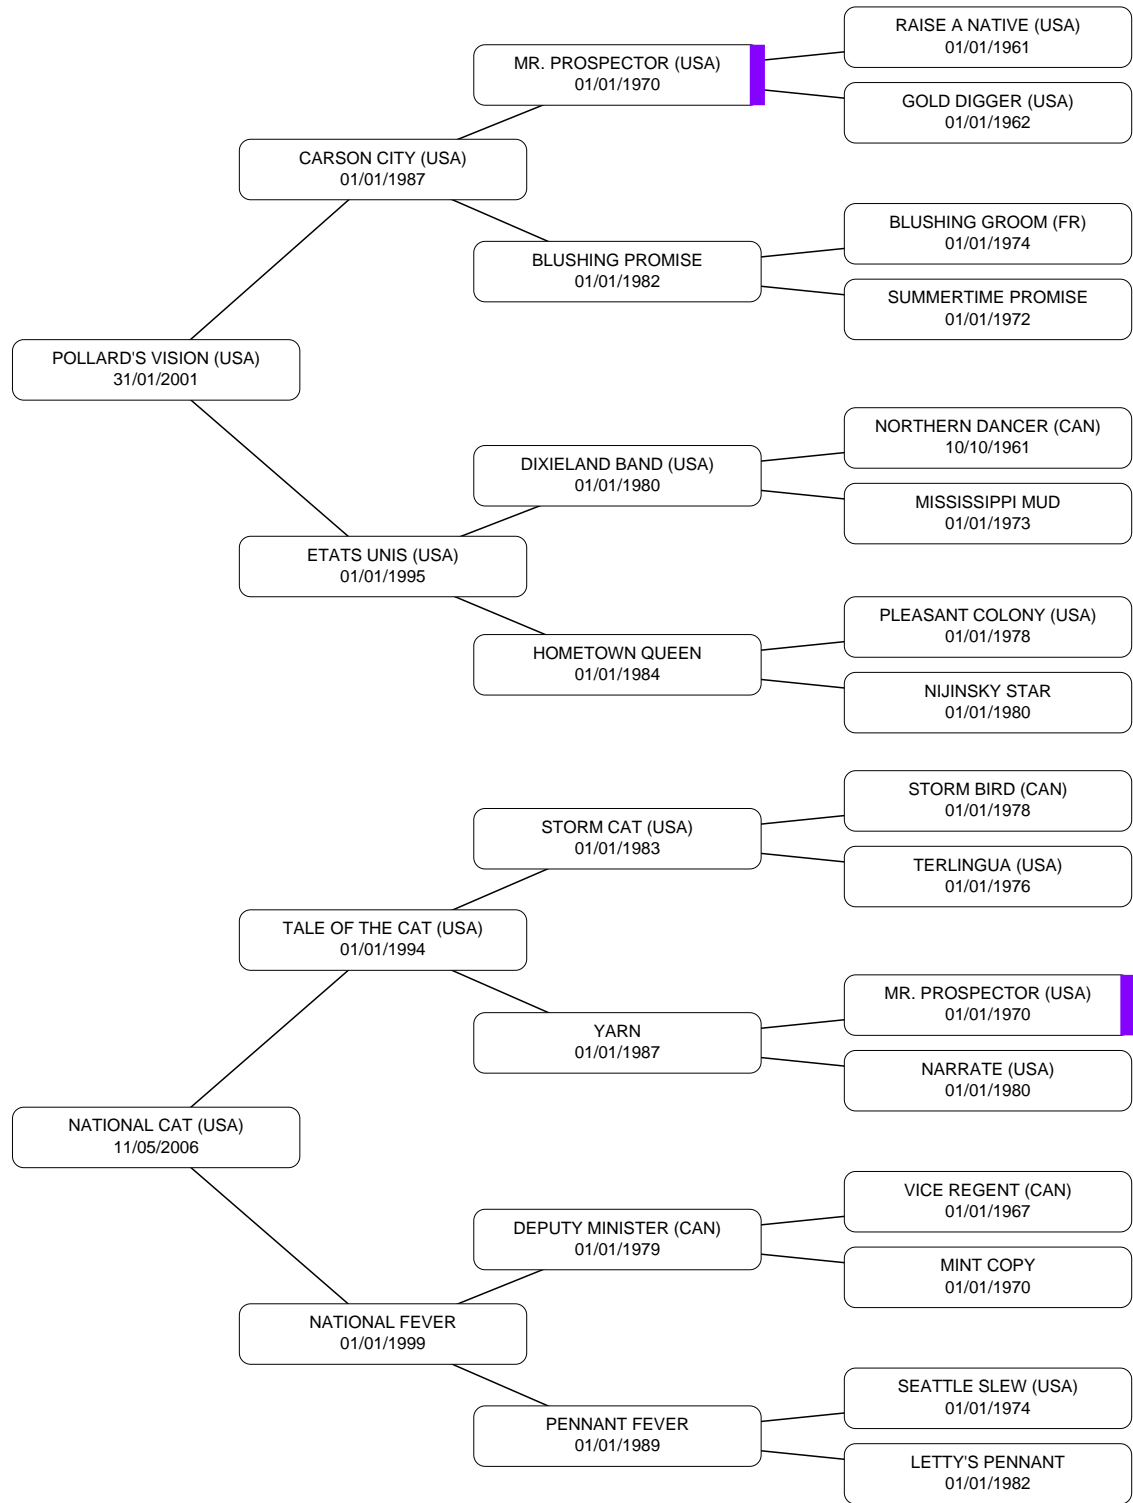 RAISE A NATIVE (USA)
01/01/1961
MR. PROSPECTOR (USA)
01/01/1970
GOLD DIGGER (USA)
01/01/1962
CARSON CITY (USA)
01/01/1987
BLUSHING GROOM (FR)
01/01/1974
BLUSHING PROMISE
01/01/1982
SUMMERTIME PROMISE
01/01/1972
POLLARD'S VISION (USA)
31/01/2001
NORTHERN DANCER (CAN)
10/10/1961
DIXIELAND BAND (USA)
01/01/1980
MISSISSIPPI MUD
01/01/1973
ETATS UNIS (USA)
01/01/1995
PLEASANT COLONY (USA)
01/01/1978
HOMETOWN QUEEN
01/01/1984
NIJINSKY STAR
01/01/1980
STORM BIRD (CAN)
01/01/1978
STORM CAT (USA)
01/01/1983
TERLINGUA (USA)
01/01/1976
TALE OF THE CAT (USA)
01/01/1994
MR. PROSPECTOR (USA)
01/01/1970
YARN
01/01/1987
NARRATE (USA)
01/01/1980
NATIONAL CAT (USA)
11/05/2006
VICE REGENT (CAN)
01/01/1967
DEPUTY MINISTER (CAN)
01/01/1979
MINT COPY
01/01/1970
NATIONAL FEVER
01/01/1999
SEATTLE SLEW (USA)
01/01/1974
PENNANT FEVER
01/01/1989
LETTY'S PENNANT
01/01/1982